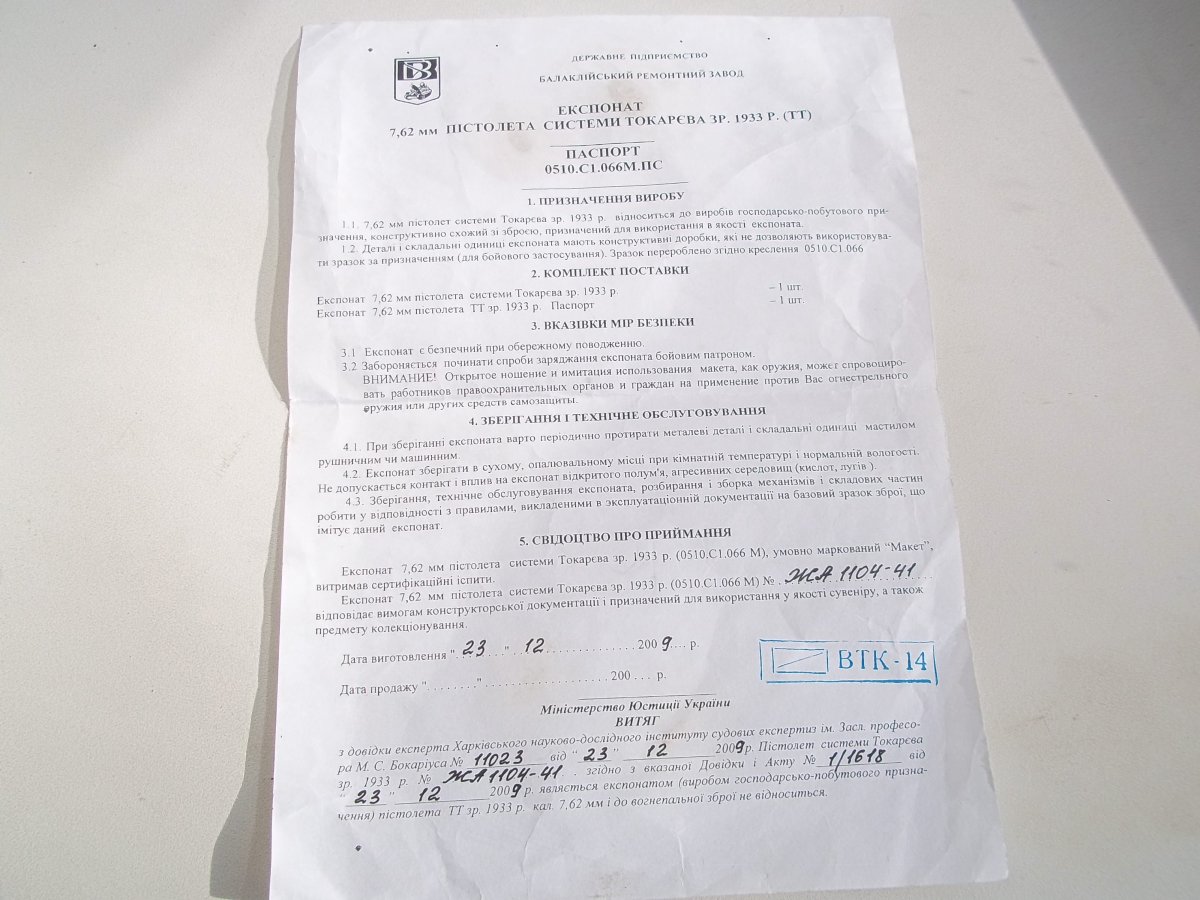 ДЕРЖАВНЕ ПІДПРИЄМСТВО
БАЛАКЛІЙСЬКИЙ РЕМОНТНИЙ ЗАВОД
ЕКСПОНАТ
7,62 мм ПІСТОЛЕТА СИСТЕМИ ТОКАРЄВА ЗР. 1933 Р. (ТТ)
ПАСПОРТ
0510.С1.066М.ПС
1. ПРИЗНАЧЕННЯ ВИРОБУ
1.1. 7,62 мм пістолет системи Токарєва зр. 1933 р. відноситься до виробів господарсько-побутового при-
значення, конструктивно схожий зі зброєю, призначений для використання в якості експоната.
1.2. Деталі і складальні одиниці експоната мають конструктивні доробки, які не дозволяють використовува-
ти зразок за призначенням (для бойового застосування). Зразок перероблено згідно креслення 0510.С1.066
2. КОМПЛЕКТ ПОСТАВКИ
Експонат 7,62 мм пістолета системи Токарєва зр. 1933 р. – 1 шт.
Експонат 7,62 мм пістолета ТТ зр. 1933 р. Паспорт – 1 шт.
3. ВКАЗІВКИ МІР БЕЗПЕКИ
3.1 Експонат є безпечний при обережному поводженню.
3.2 Забороняється починати спроби заряджання експоната бойовим патроном.
ВНИМАНИЕ! Открытое ношение и имитация использования макета, как оружия, может спровоциро-
вать работников правоохранительных органов и граждан на применение против Вас огнестрельного
оружия или других средств самозащиты.
4. ЗБЕРІГАННЯ І ТЕХНІЧНЕ ОБСЛУГОВУВАННЯ
4.1. При зберіганні експоната варто періодично протирати металеві деталі і складальні одиниці мастилом
рушничним чи машинним.
4.2. Експонат зберігати в сухому, опалювальному місці при кімнатній температурі і нормальній вологості.
Не допускається контакт і вплив на експонат відкритого полум'я, агресивних середовищ (кислот, лугів ).
4.3. Зберігання, технічне обслуговування експоната, розбирання і зборка механізмів і складових частин
робити у відповідності з правилами, викладеними в эксплуатаційній документації на базовий зразок зброї, що
імітує даний експонат.
5. СВІДОЦТВО ПРО ПРИЙМАННЯ
Експонат 7,62 мм пістолета системи Токарєва зр. 1933 р. (0510.С1.066 М), умовно маркований “Макет”,
витримав сертифікаційні іспити.
Експонат 7,62 мм пістолета системи Токарєва зр. 1933 р. (0510.С1.066 М) № . ЖА 1104-41
відповідає вимогам конструкторської документації і призначений для використання у якості сувеніру, а також
предмету колекціонування.
Дата виготовлення ". 23 ..." .. 12 .............. 200 9 .... р.
ВТК - 14
Дата продажу "........" .................... 200 ... р.
Міністерство Юстиції України
ВИТЯГ
з довідки експерта Харківського науково-дослідного інституту судових експертиз ім. Засл. професо-
ра М. С. Бокаріуса № 11023 від “ 23 ” 12 2009 р. Пістолет системи Токарєва
зр. 1933 р. № ЖА 1104-41 . згідно з вказаної Довідки і Акту № 1/1618 від
“ 23 ” 12 2009 р. являється експонатом (виробом господарсько-побутового призна-
чення) пістолета ТТ зр. 1933 р. кал. 7,62 мм і до вогнепальної зброї не відноситься.